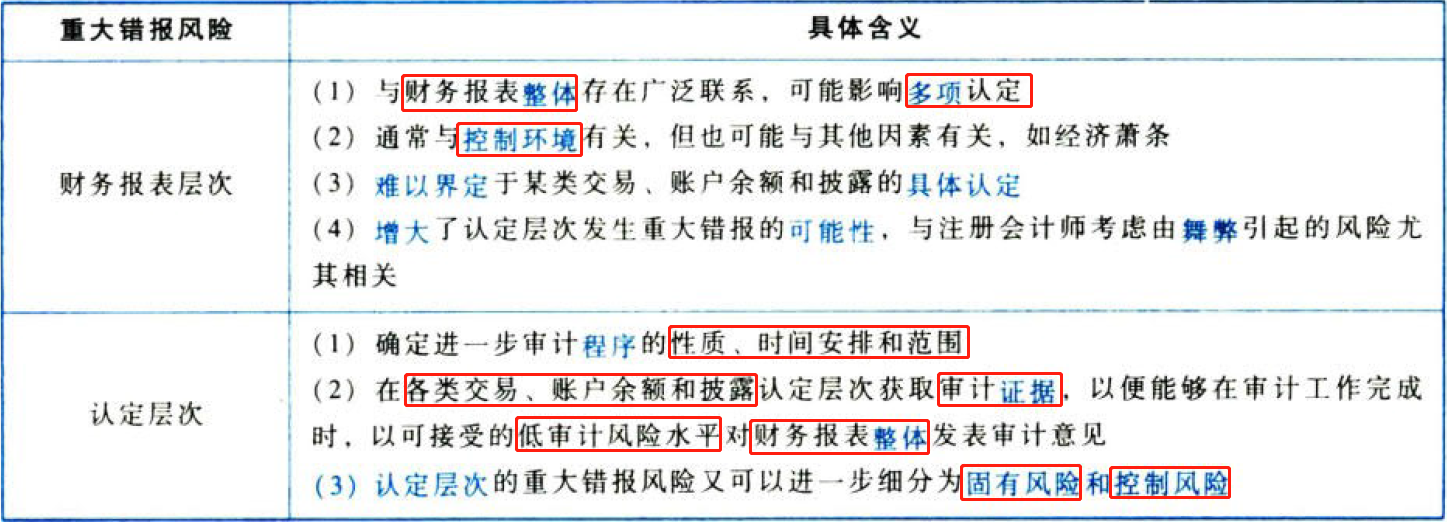 重大错报风险
具体含义
财务报表层次
(1) 与财务报表整体存在广泛联系，可能影响多项认定
(2) 通常与控制环境有关，但也可能与其他因素有关，如经济萧条
(3) 难以界定于某类交易、账户余额和披露的具体认定
(4) 增大了认定层次发生重大错报的可能性，与注册会计师考虑由舞弊引起的风险尤
其相关
认定层次
(1) 确定进一步审计程序的性质、时间安排和范围
(2) 在各类交易、账户余额和披露认定层次获取审计证据，以便能够在审计工作完成
时，以可接受的低审计风险水平对财务报表整体发表审计意见
(3) 认定层次的重大错报风险又可以进一步细分为固有风险和控制风险